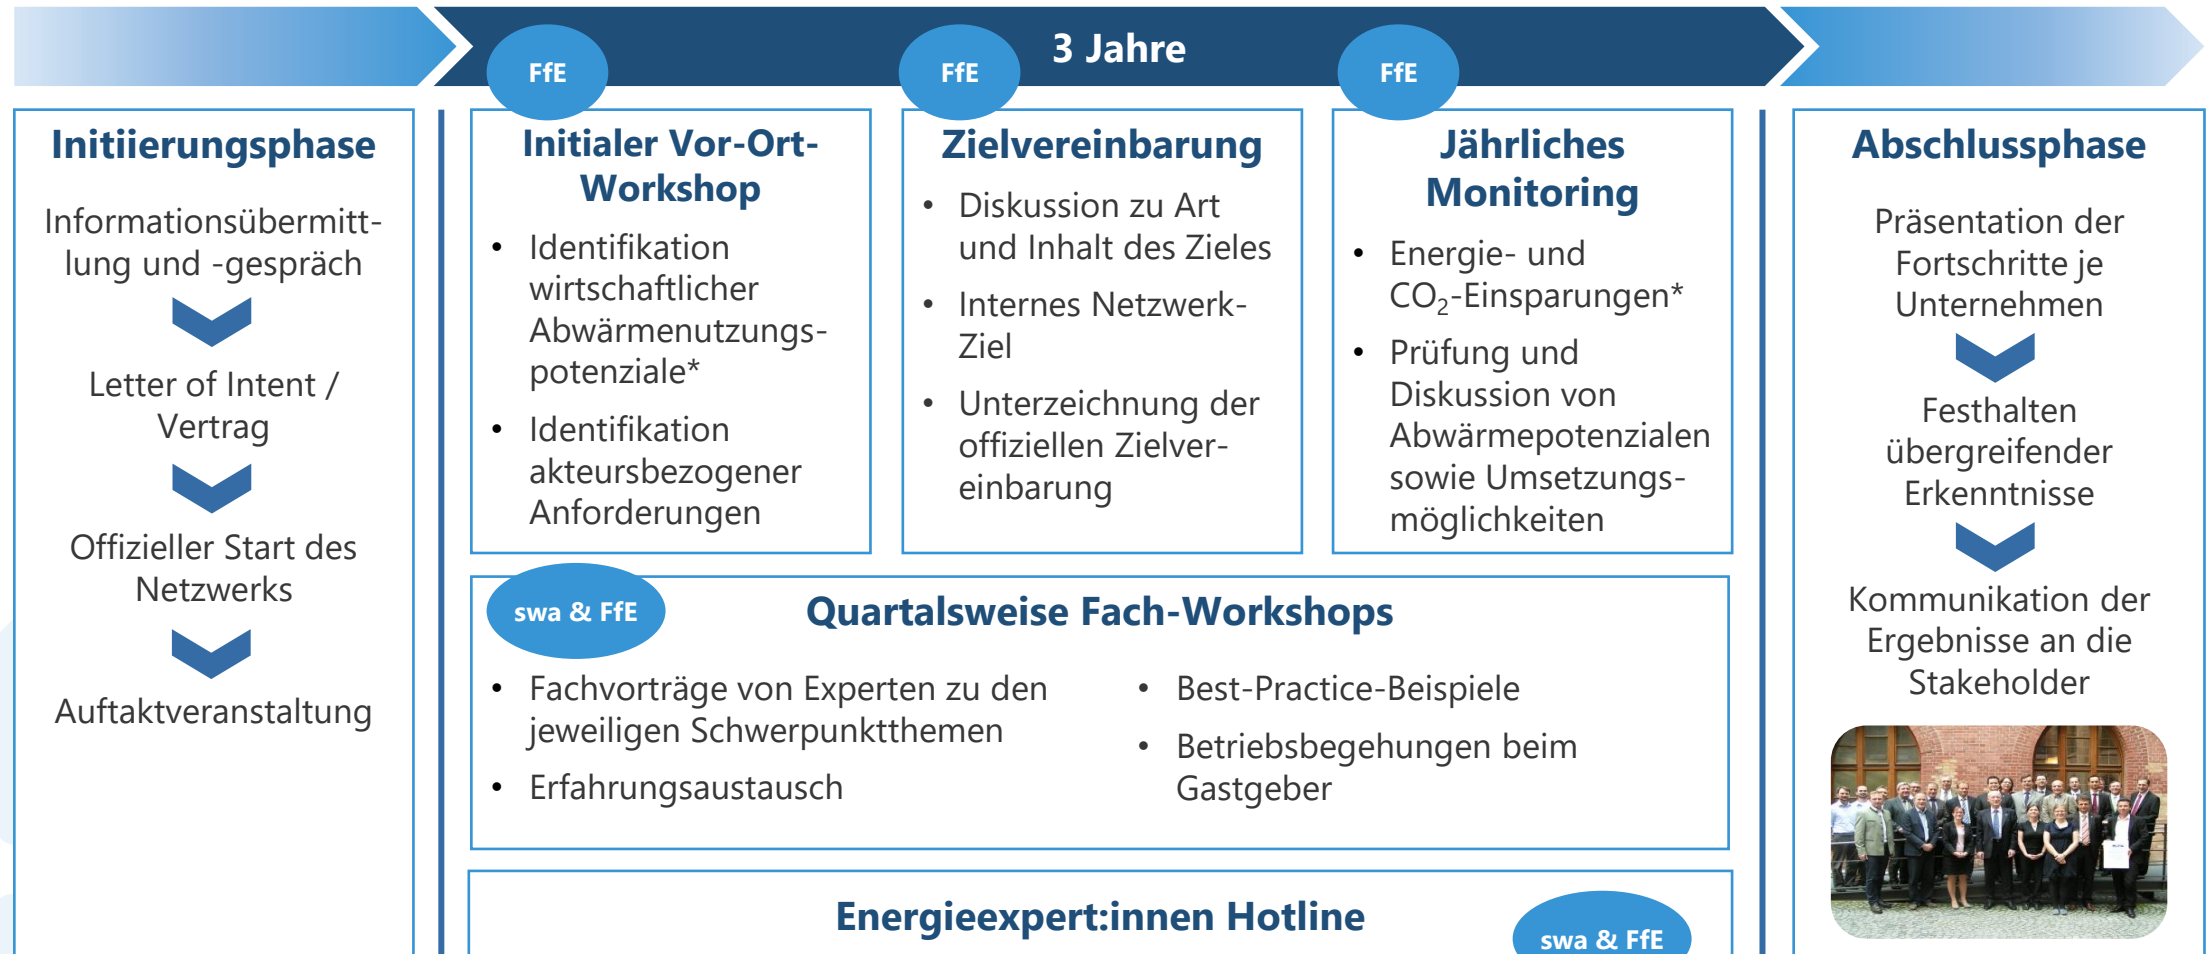 3 Jahre
Initiierungsphase
Informationsübermitt-
lung und -gespräch
Letter of Intent /
Vertrag
Offizieller Start des
Netzwerks
Auftaktveranstaltung
FfE
Initialer Vor-Ort-
Workshop
• Identifikation
wirtschaftlicher
Abwärmenutzungs-
potenziale*
• Identifikation
akteursbezogener
Anforderungen
FfE
Zielvereinbarung
• Diskussion zu Art
und Inhalt des Zieles
• Internes Netzwerk-
Ziel
• Unterzeichnung der
offiziellen Zielver-
einbarung
FfE
Jährliches
Monitoring
• Energie- und
CO₂-Einsparungen*
• Prüfung und
Diskussion von
Abwärmepotenzialen
sowie Umsetzungs-
möglichkeiten
swa & FfE
Quartalsweise Fach-Workshops
• Fachvorträge von Experten zu den
jeweiligen Schwerpunktthemen
• Erfahrungsaustausch
• Best-Practice-Beispiele
• Betriebsbegehungen beim
Gastgeber
Energieexpert:innen Hotline
swa & FfE
Abschlussphase
Präsentation der
Fortschritte je
Unternehmen
Festhalten
übergreifender
Erkenntnisse
Kommunikation der
Ergebnisse an die
Stakeholder